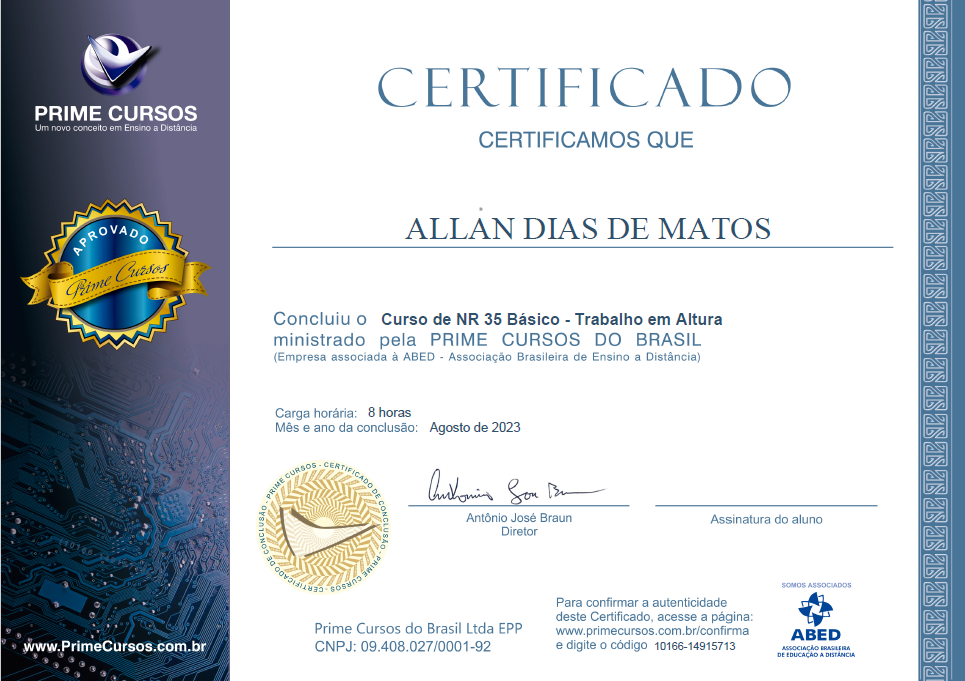 PRIME CURSOS
Um novo conceito em Ensino a Distância
APROVADO
Prime Cursos
www.PrimeCursos.com.br
CERTIFICADO
CERTIFICAMOS QUE
ALLAN DIAS DE MATOS
Concluiu o Curso de NR 35 Básico - Trabalho em Altura
ministrado pela PRIME CURSOS DO BRASIL
(Empresa associada à ABED - Associação Brasileira de Ensino a Distância)
Carga horária: 8 horas
Mês e ano da conclusão: Agosto de 2023
PRIME CURSOS - CERTIFICADO DE CONCLUSÃO - PRIME CURSOS - CERTIFICADO DE CONCLUSÃO -
Antônio José Braun
Diretor
Assinatura do aluno
Prime Cursos do Brasil Ltda EPP
CNPJ: 09.408.027/0001-92
Para confirmar a autenticidade
deste Certificado, acesse a página:
www.primecursos.com.br/confirma
e digite o código 10166-14915713
SOMOS ASSOCIADOS
ABED
ASSOCIAÇÃO BRASILEIRA
DE EDUCAÇÃO A DISTÂNCIA